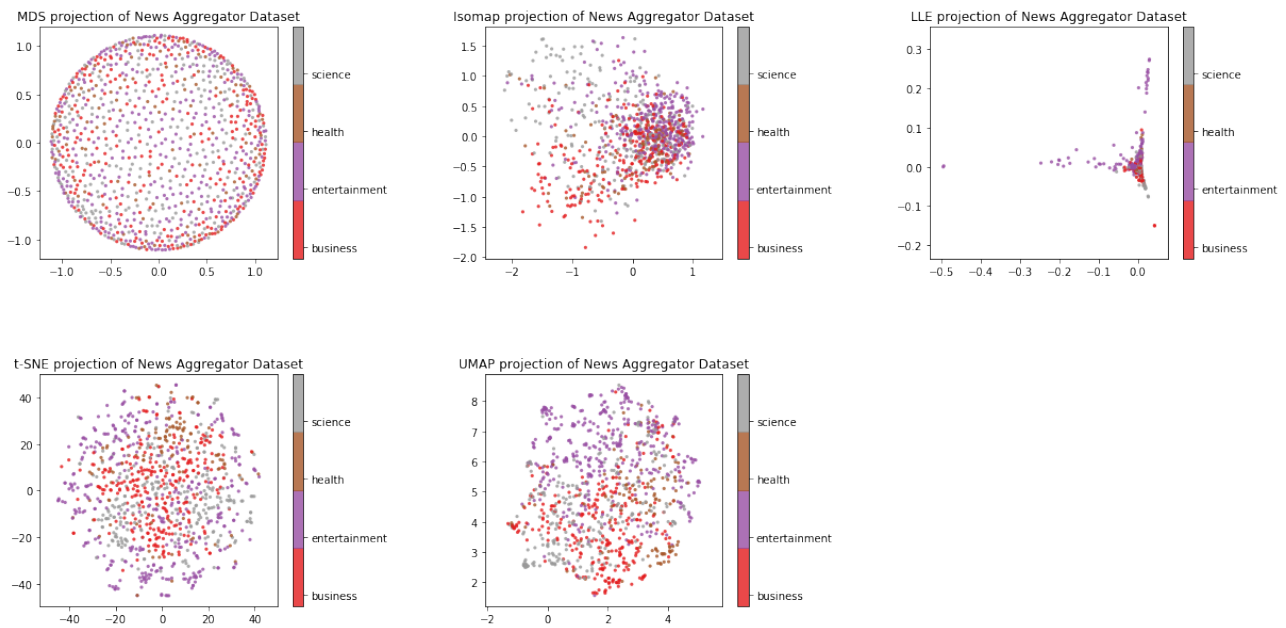 MDS projection of News Aggregator Dataset
1.0
0.5
0.0
−0.5
−1.0
−1.0 −0.5 0.0 0.5 1.0
science
health
entertainment
business
Isomap projection of News Aggregator Dataset
1.5
1.0
0.5
0.0
−0.5
−1.0
−1.5
−2.0
−2 −1 0 1
science
health
entertainment
business
LLE projection of News Aggregator Dataset
0.3
0.2
0.1
0.0
−0.1
−0.2
−0.5 −0.4 −0.3 −0.2 −0.1 0.0
science
health
entertainment
business
t-SNE projection of News Aggregator Dataset
40
20
0
−20
−40
−40 −20 0 20 40
science
health
entertainment
business
UMAP projection of News Aggregator Dataset
8
7
6
5
4
3
2
−2 0 2 4
science
health
entertainment
business